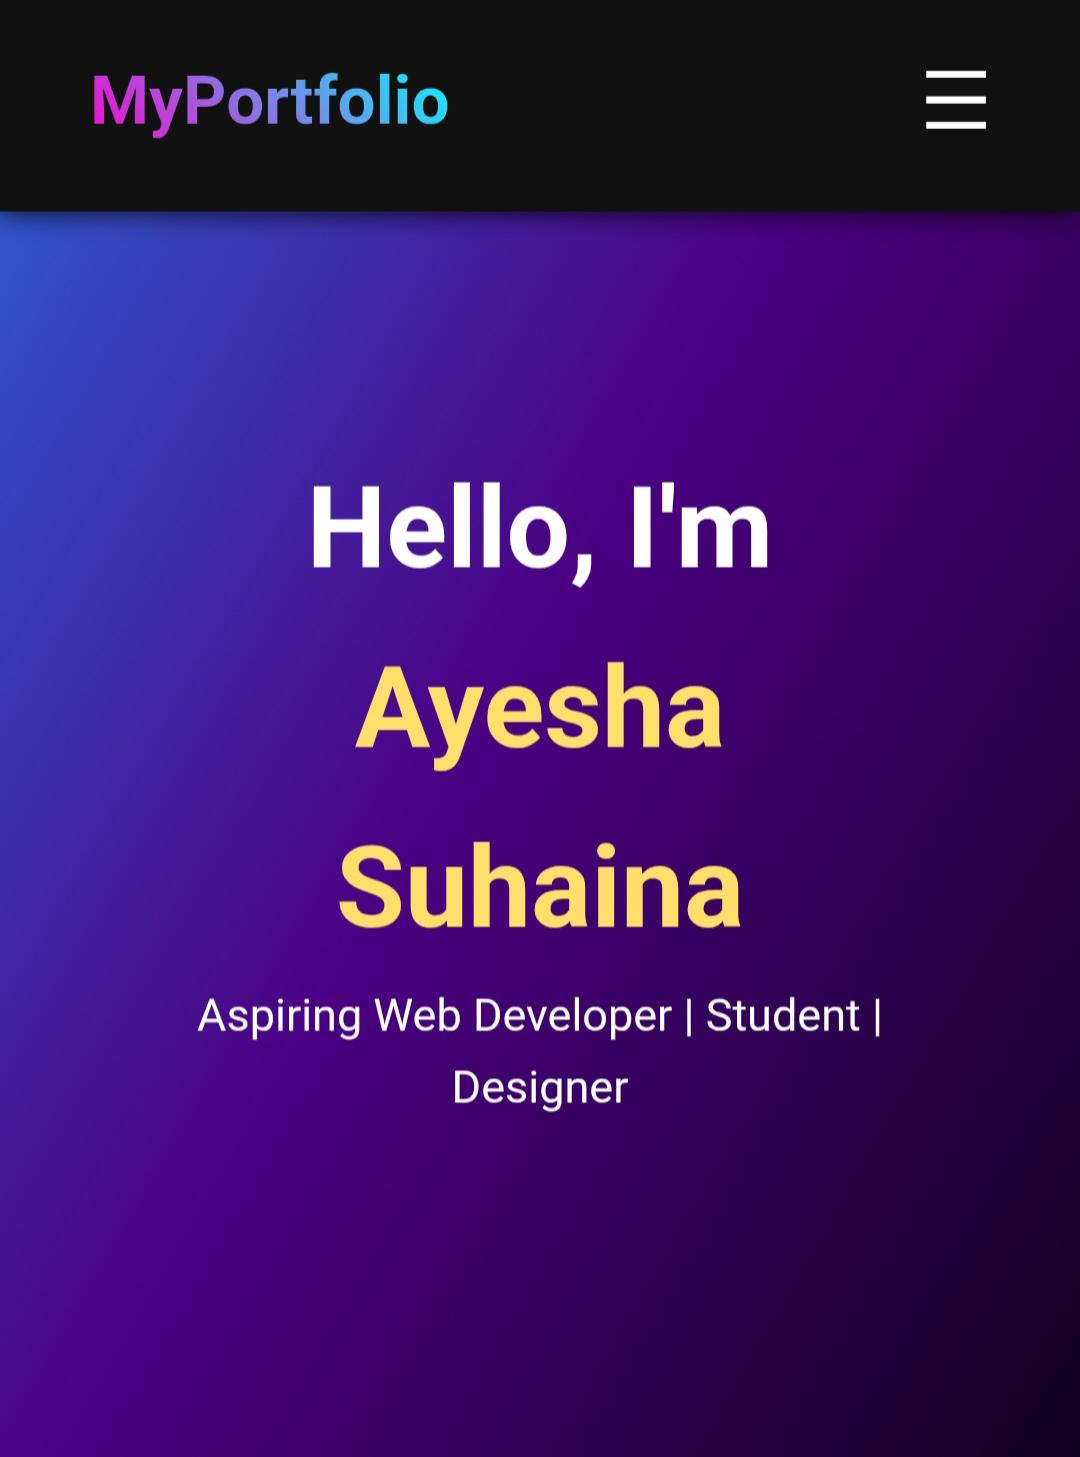 MyPortfolio
Hello, I'm
Ayesha
Suhaina
Aspiring Web Developer | Student |
Designer